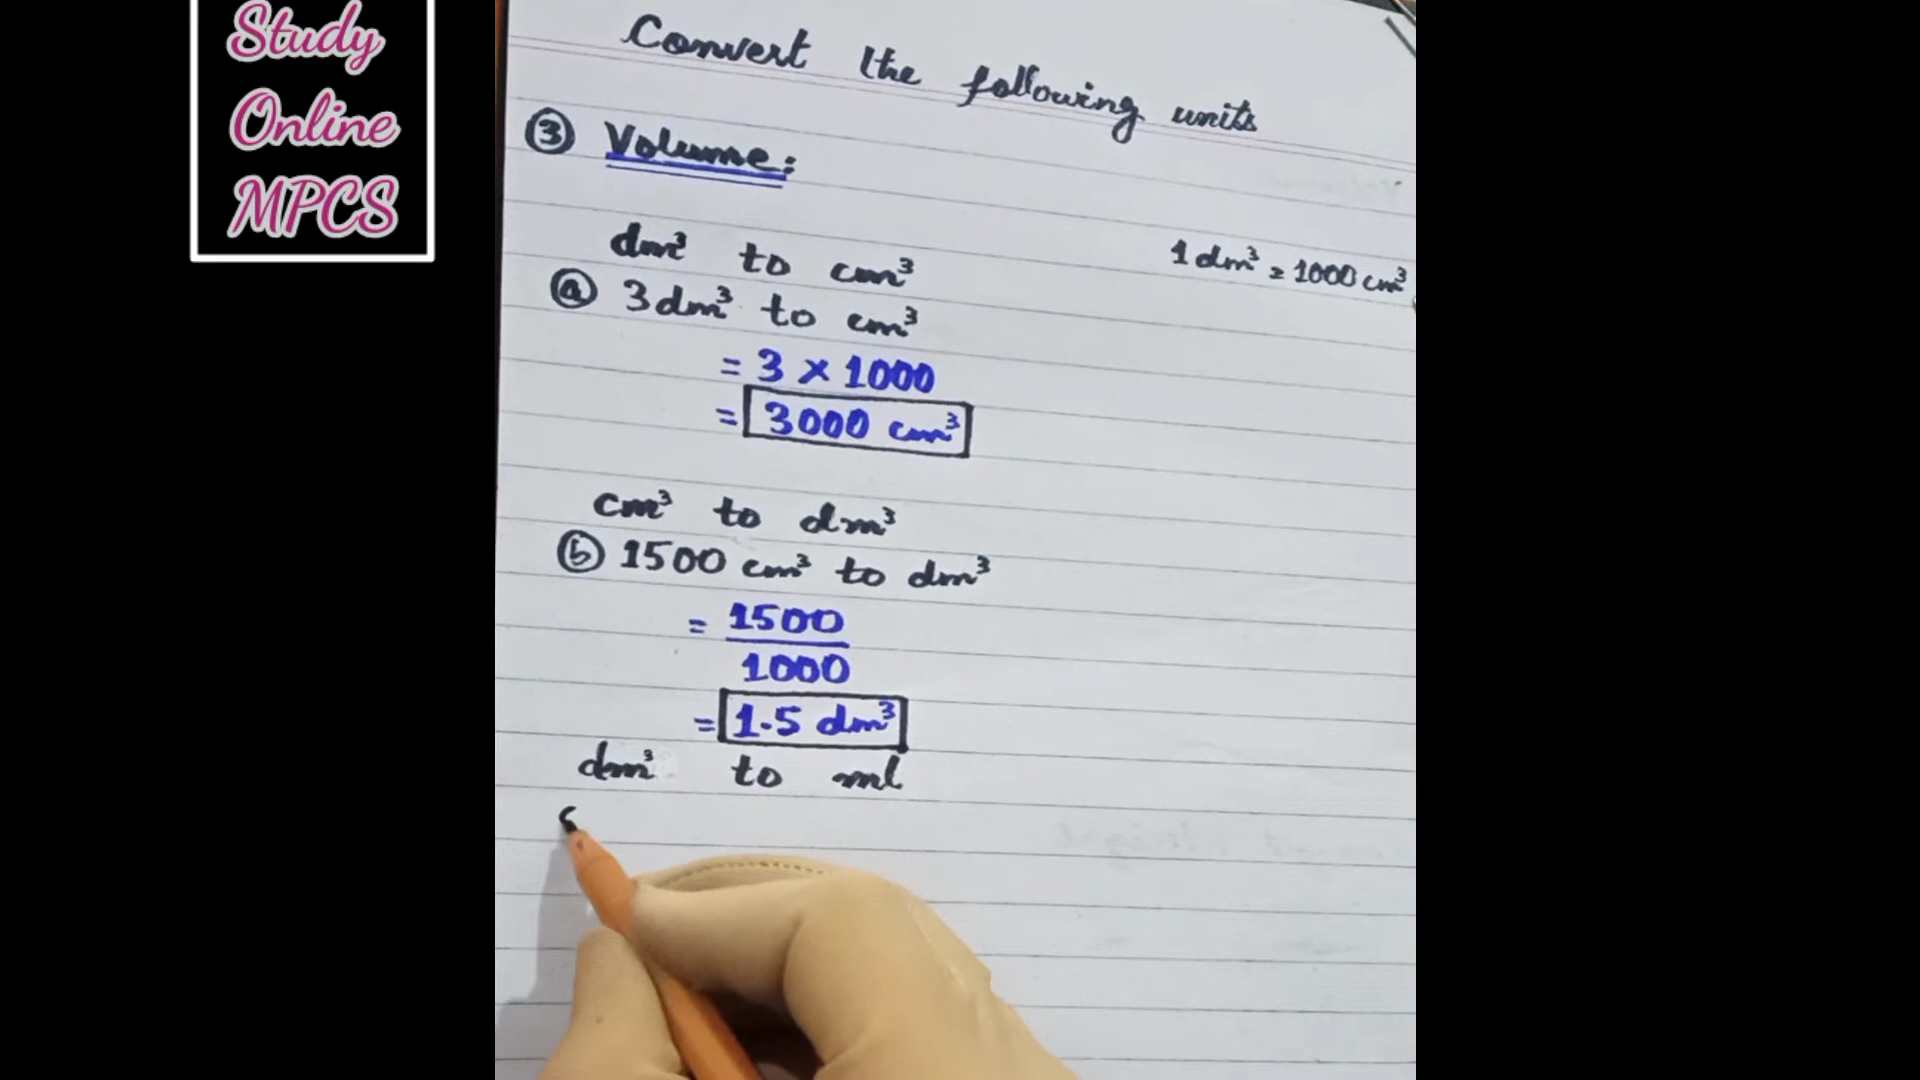 Study
Online
MPCS
Convert the following units
③ Volume:
dm³ to cm³
1 dm³ = 1000 cm³
ⓐ 3dm³ to cm³
= 3 × 1000
= 3000 cm³
cm³ to dm³
ⓑ 1500 cm³ to dm³
= 1500
1000
= 1.5 dm³
dm³ to ml